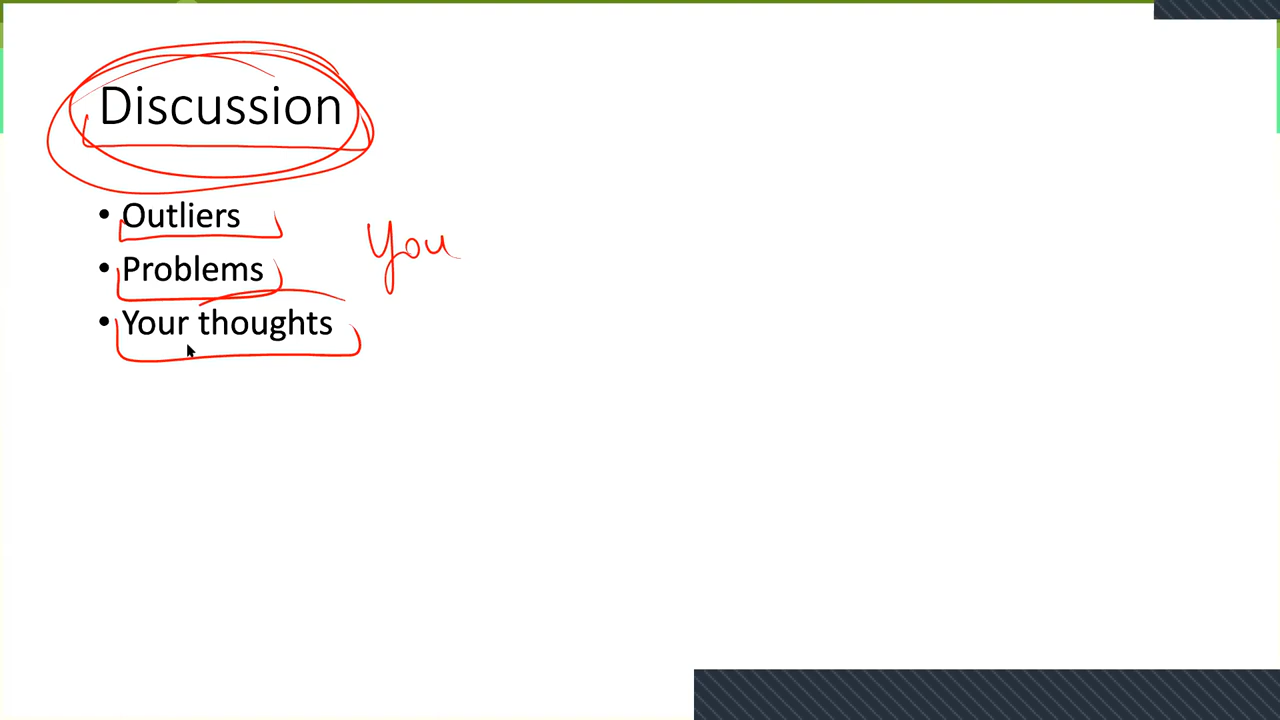 Discussion
• Outliers
you
• Problems
• Your thoughts